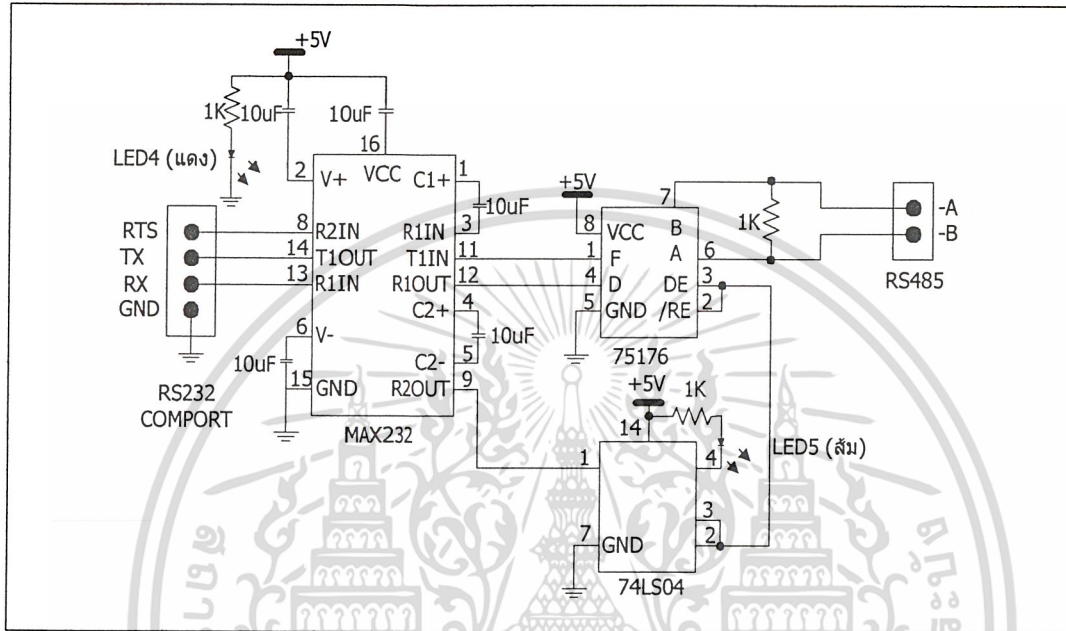 +5V
1K
10uF
10uF
LED4 (แดง)
16
2
V+
VCC
C1+
1
10uF
RTS
8
R2IN
R1IN
3
TX
14
T1OUT
T1IN
11
RX
13
R1IN
R1OUT
12
GND
C2+
4
6
V-
10uF
10uF
C2-
5
15
GND
R2OUT
9
RS232
COMPORT
MAX232
+5V
7
8
VCC
B
1
F
A
6
4
D
DE
3
5
GND
/RE
2
75176
1K
-A
-B
RS485
+5V
1K
14
LED5 (ส้ม)
1
4
3
7
GND
2
74LS04